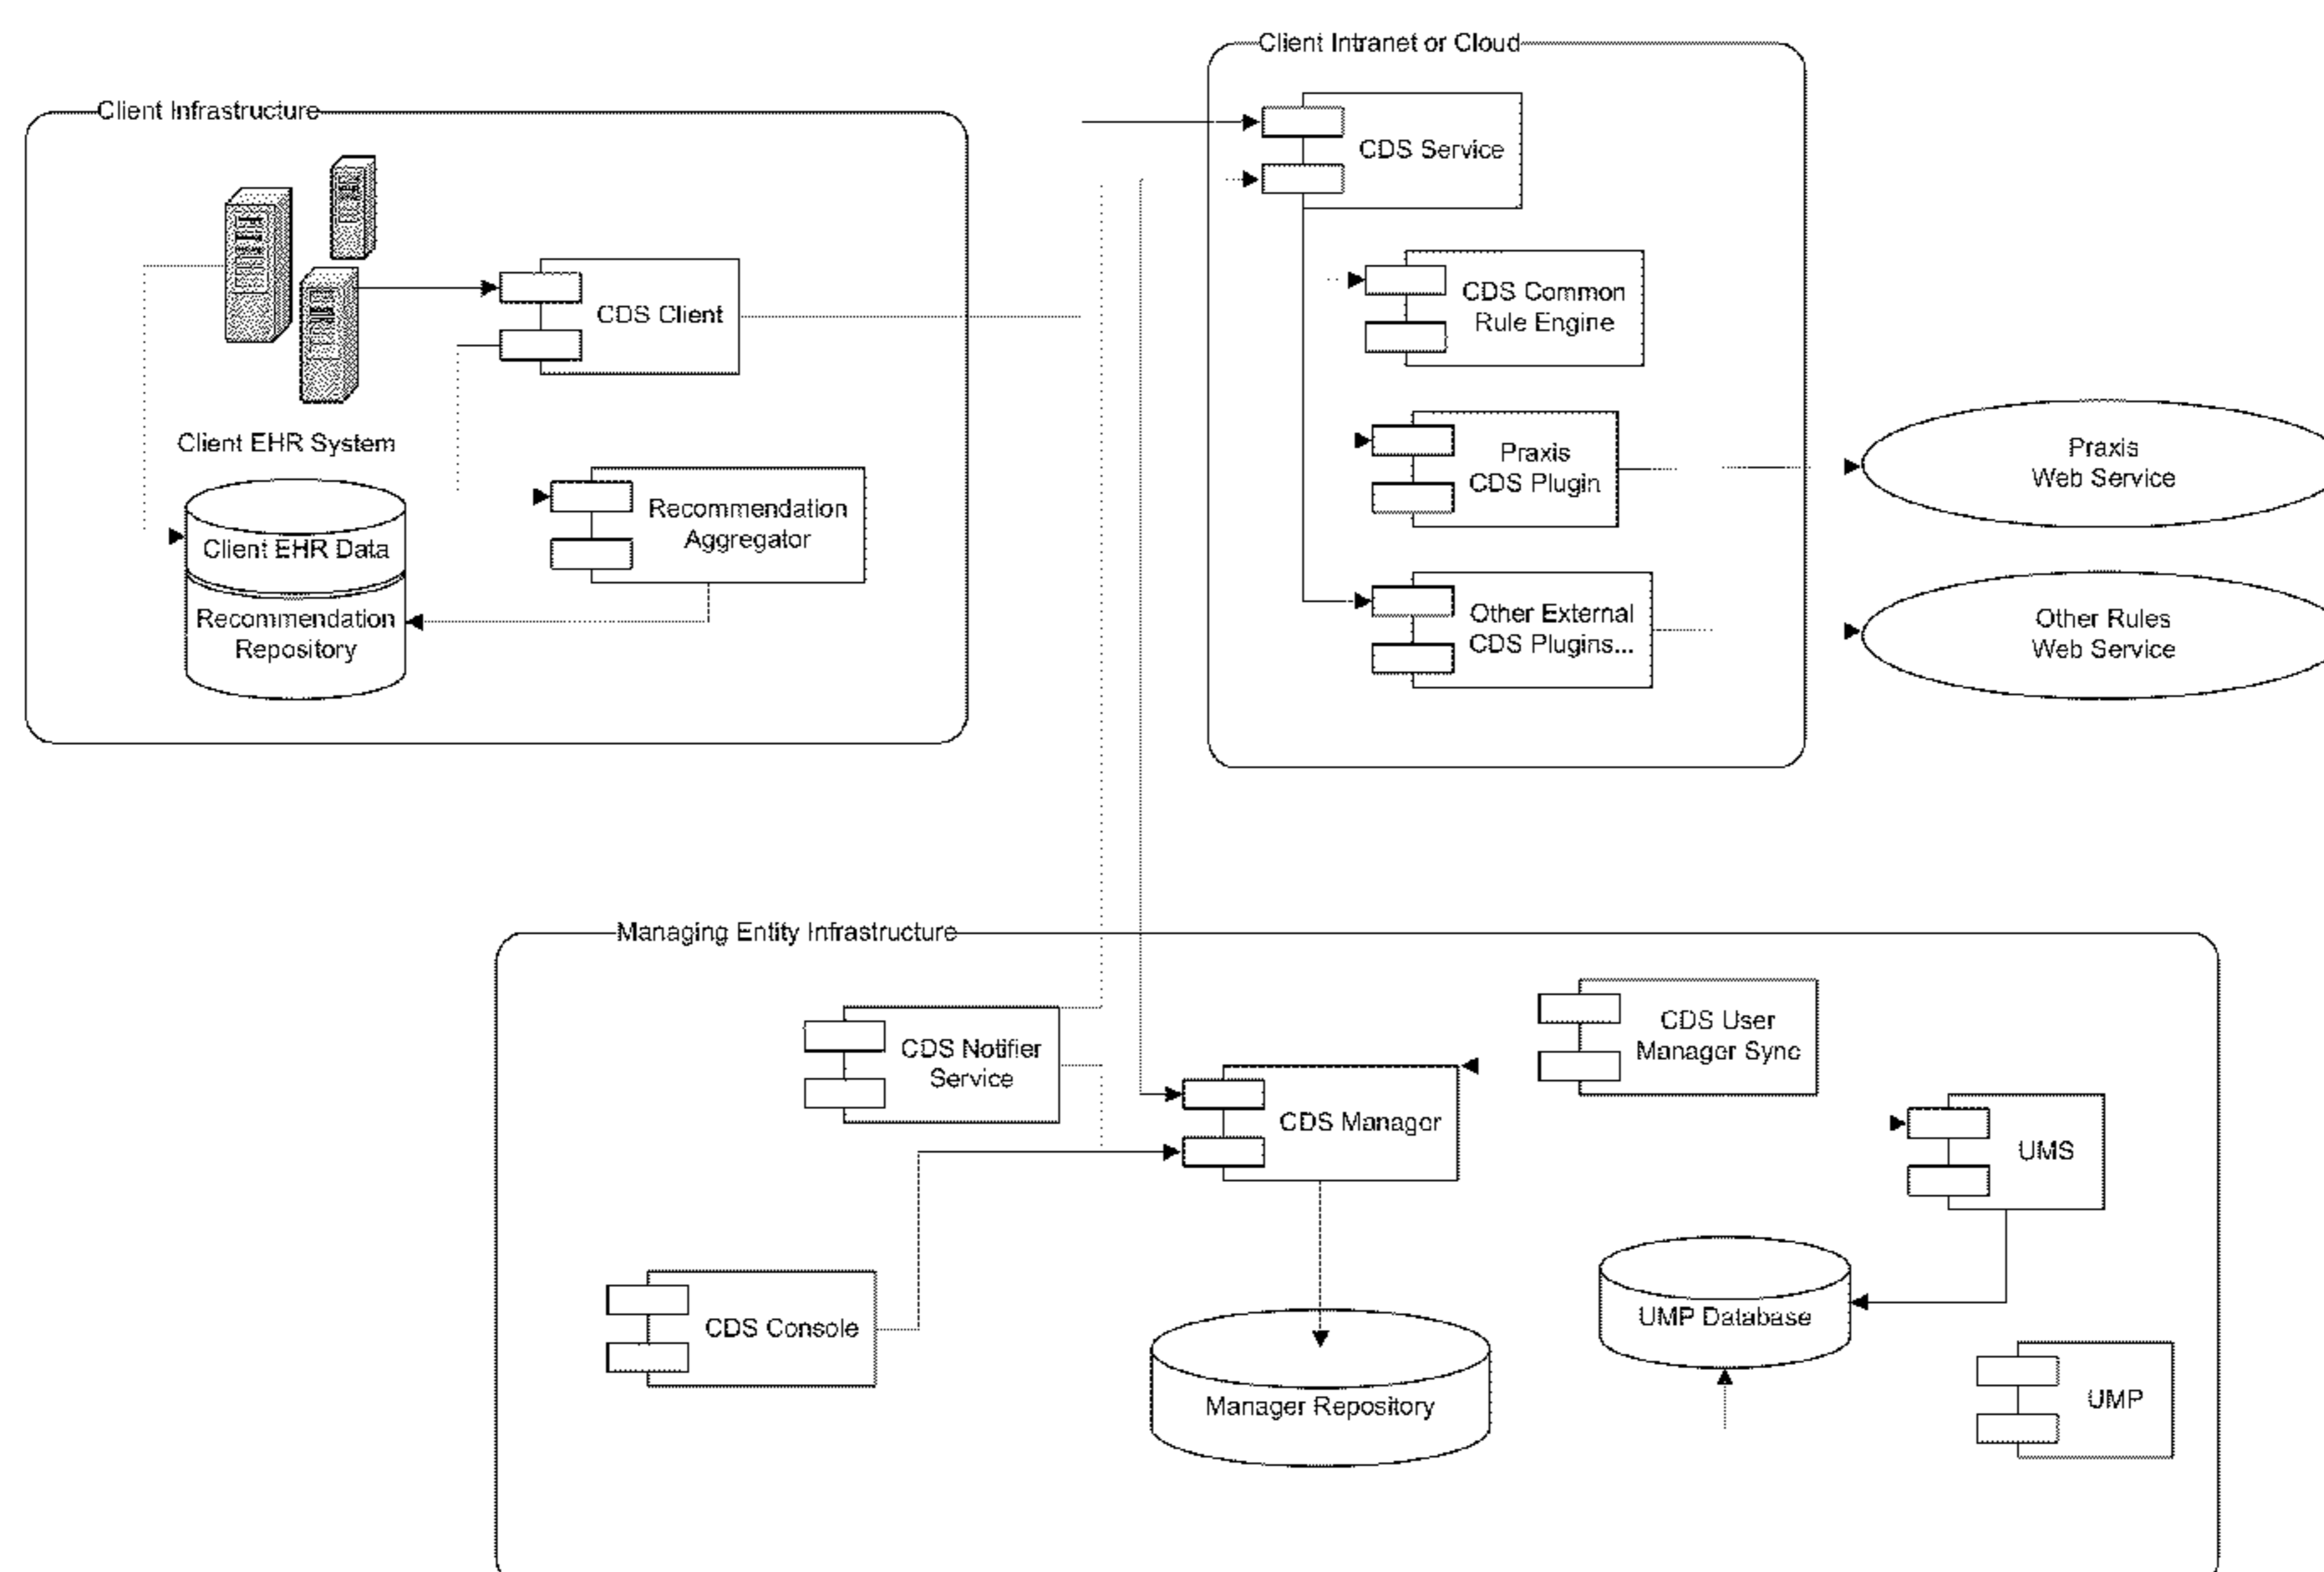 Client Intranet or Cloud
Client Infrastructure
CDS Service
CDS Client
CDS Common
Rule Engine
Client EHR System
Praxis
CDS Plugin
Praxis
Web Service
Client EHR Data
Recommendation
Aggregator
Recommendation
Repository
Other External
CDS Plugins...
Other Rules
Web Service
Managing Entity Infrastructure
CDS Notifier
Service
CDS User
Manager Sync
CDS Manager
UMS
CDS Console
UMP Database
Manager Repository
UMP